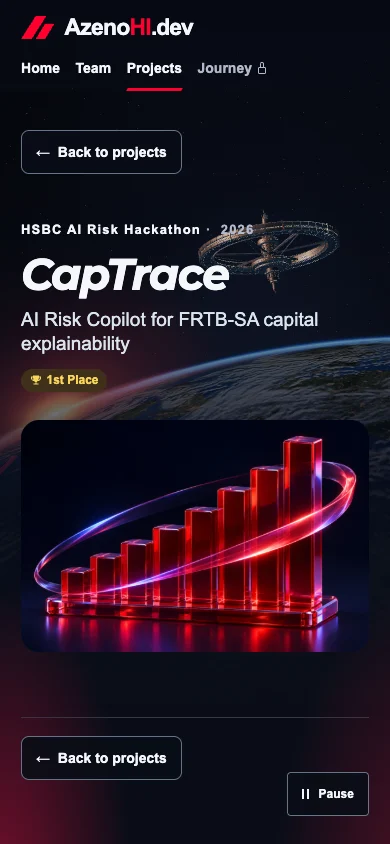 AzenoHI.dev
Home Team Projects Journey
← Back to projects
HSBC AI Risk Hackathon · 2026
CapTrace
AI Risk Copilot for FRTB-SA capital
explainability
1st Place
← Back to projects
Pause